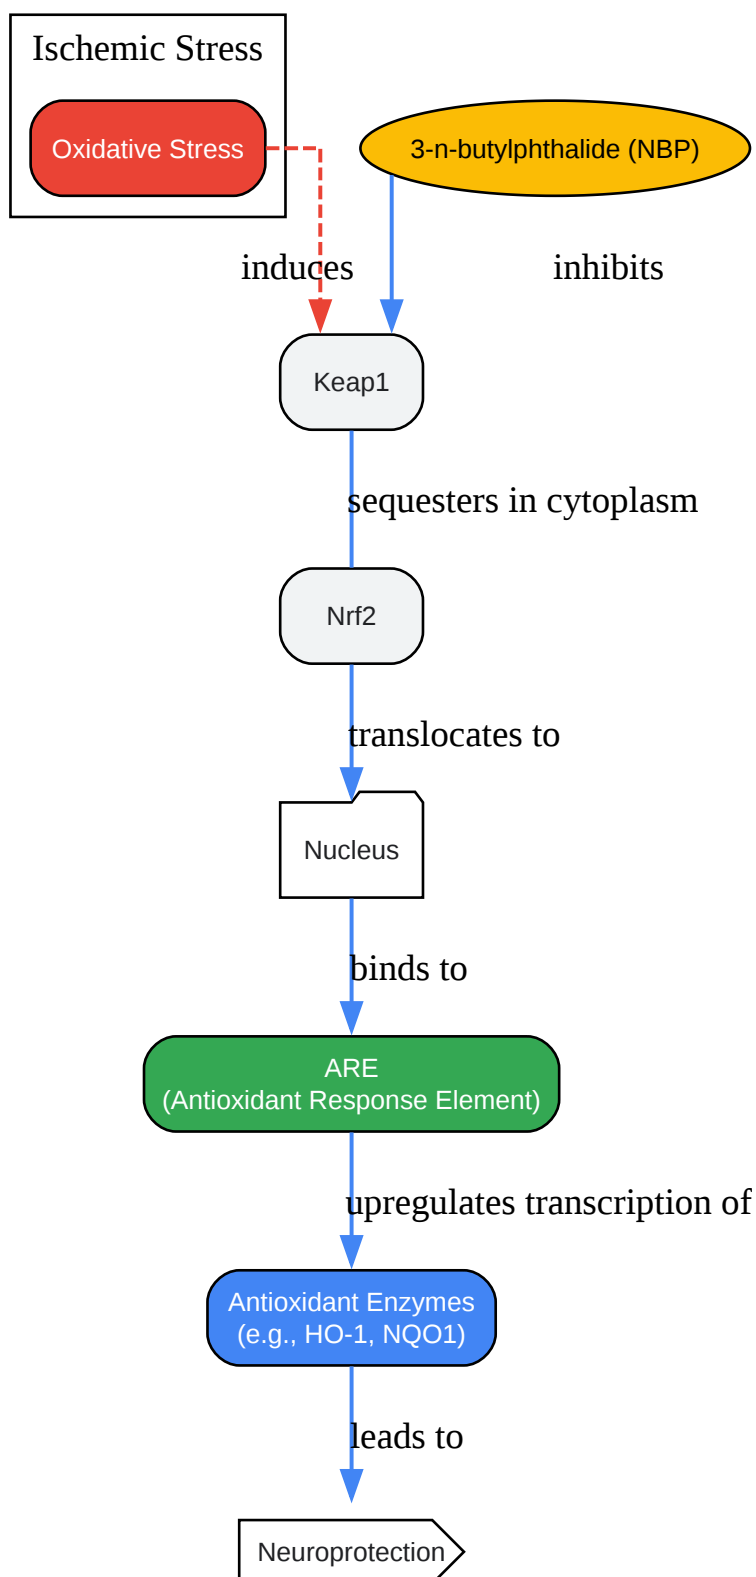 Ischemic Stress
Oxidative Stress
3-n-butylphthalide (NBP)
induces
inhibits
Keap1
sequesters in cytoplasm
Nrf2
translocates to
Nucleus
binds to
ARE
(Antioxidant Response Element)
upregulates transcription of
Antioxidant Enzymes
(e.g., HO-1, NQO1)
leads to
Neuroprotection